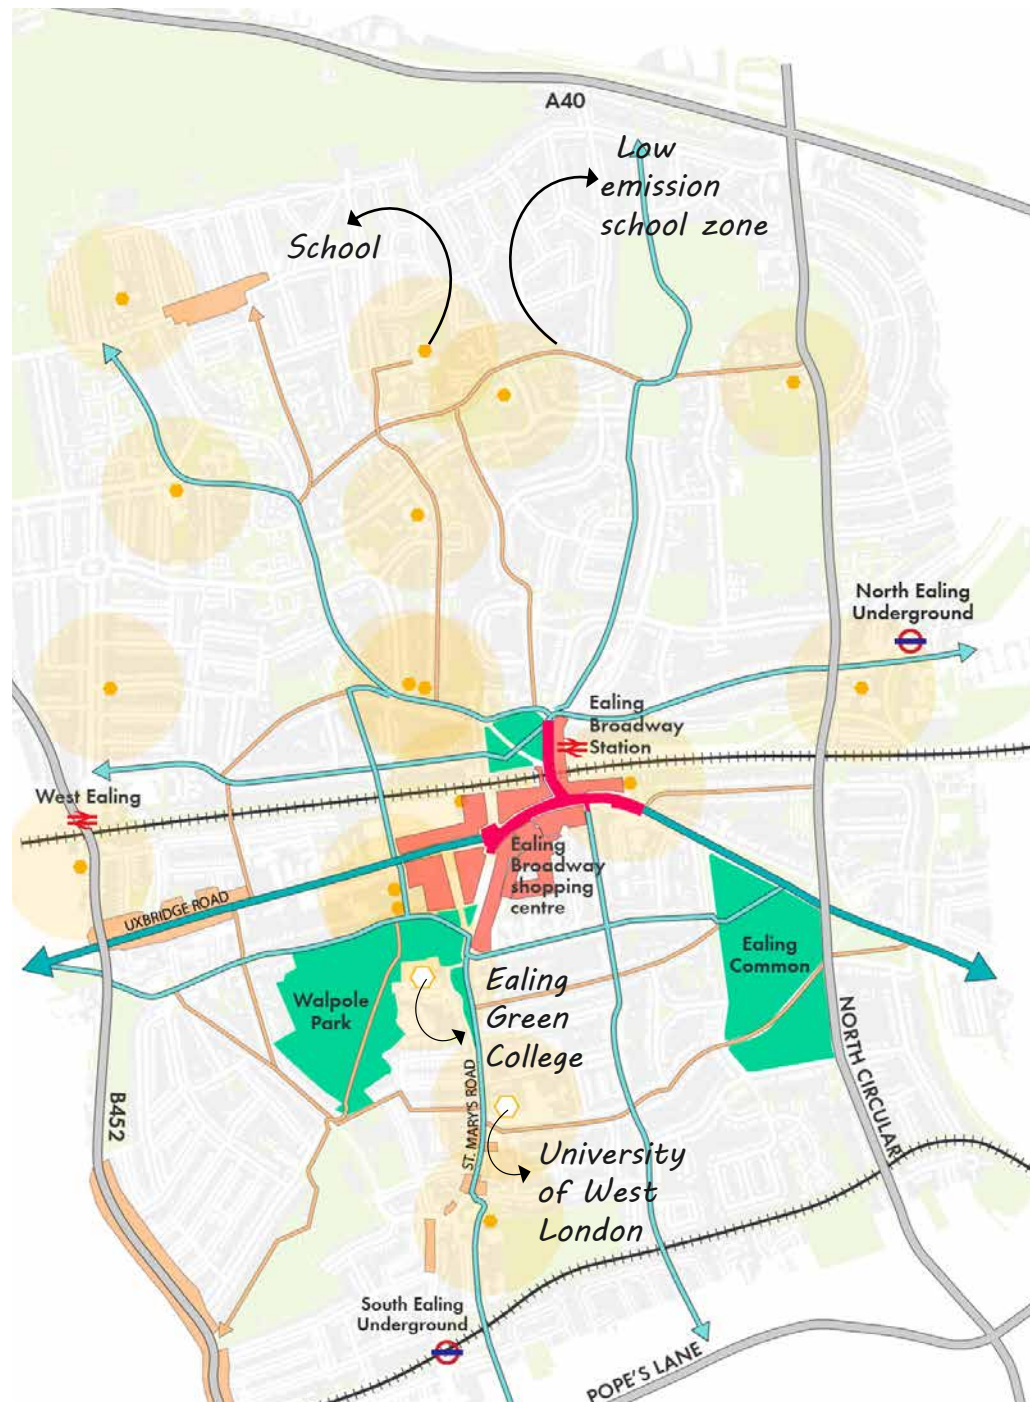 A40
Low
emission
school zone
School
North Ealing
Underground
Ealing
Broadway
Station
West Ealing
Ealing
Broadway
shopping
centre
UXBRIDGE ROAD
Ealing
Common
Walpole
Park
Ealing
Green
College
NORTH CIRCULAR
B452
ST. MARY'S ROAD
University
of West
London
South Ealing
Underground
POPE'S LANE